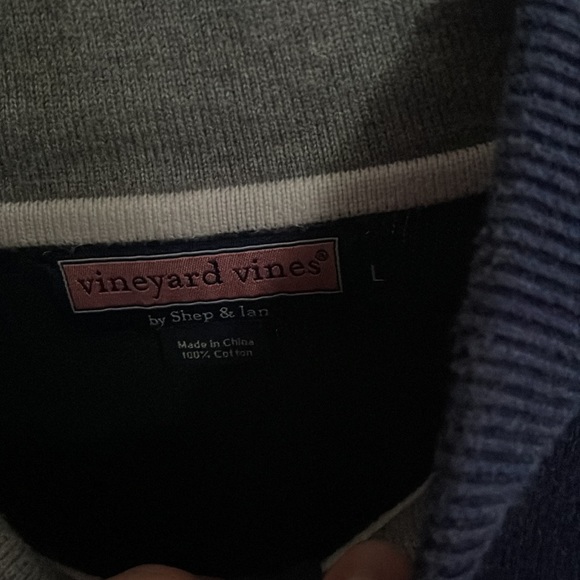 vineyard vines® L
by Shep & Ian
Made in China
100% Cotton